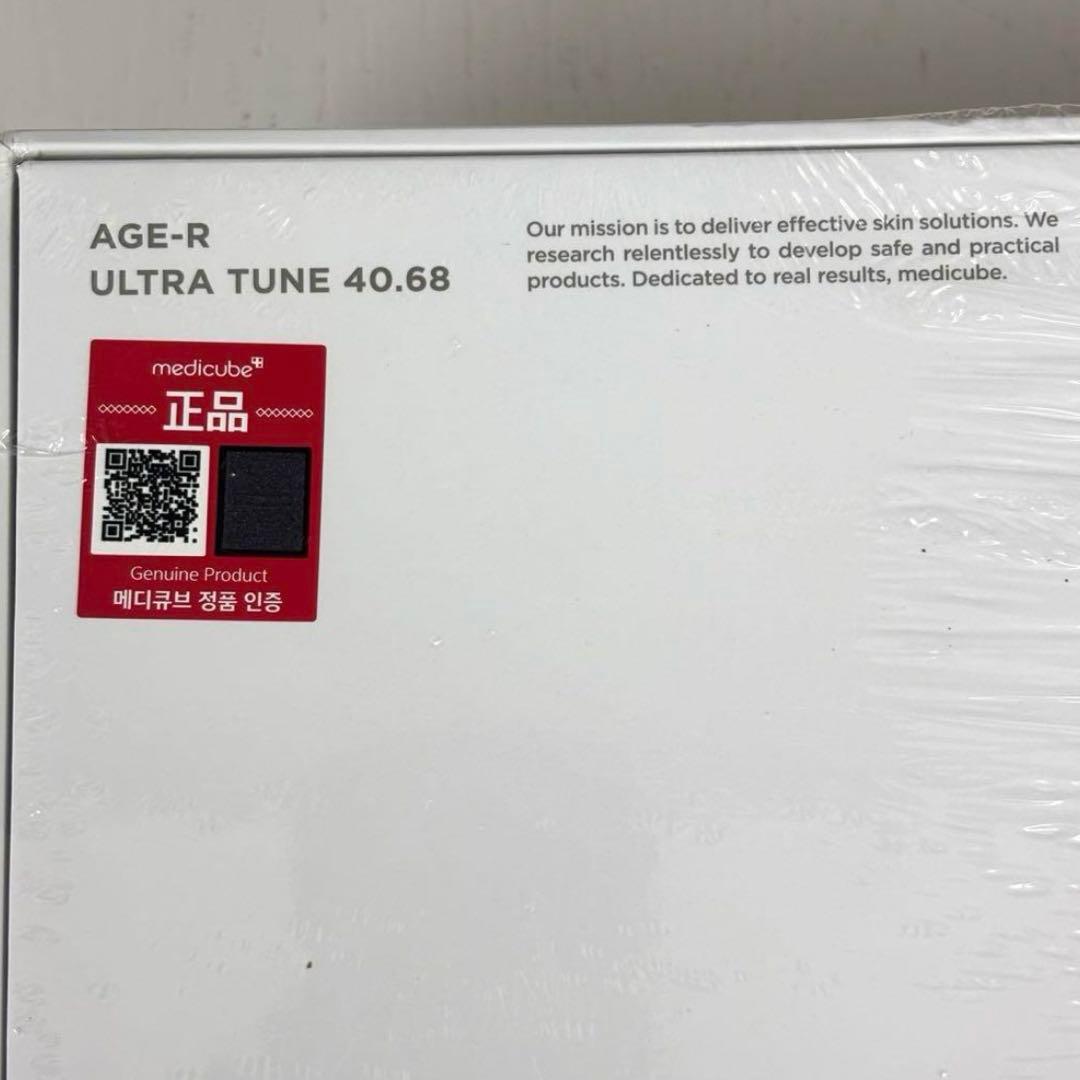 AGE-R
ULTRA TUNE 40.68
Our mission is to deliver effective skin solutions. We
research relentlessly to develop safe and practical
products. Dedicated to real results, medicube.
medicube
正品
Genuine Product
메디큐브 정품 인증